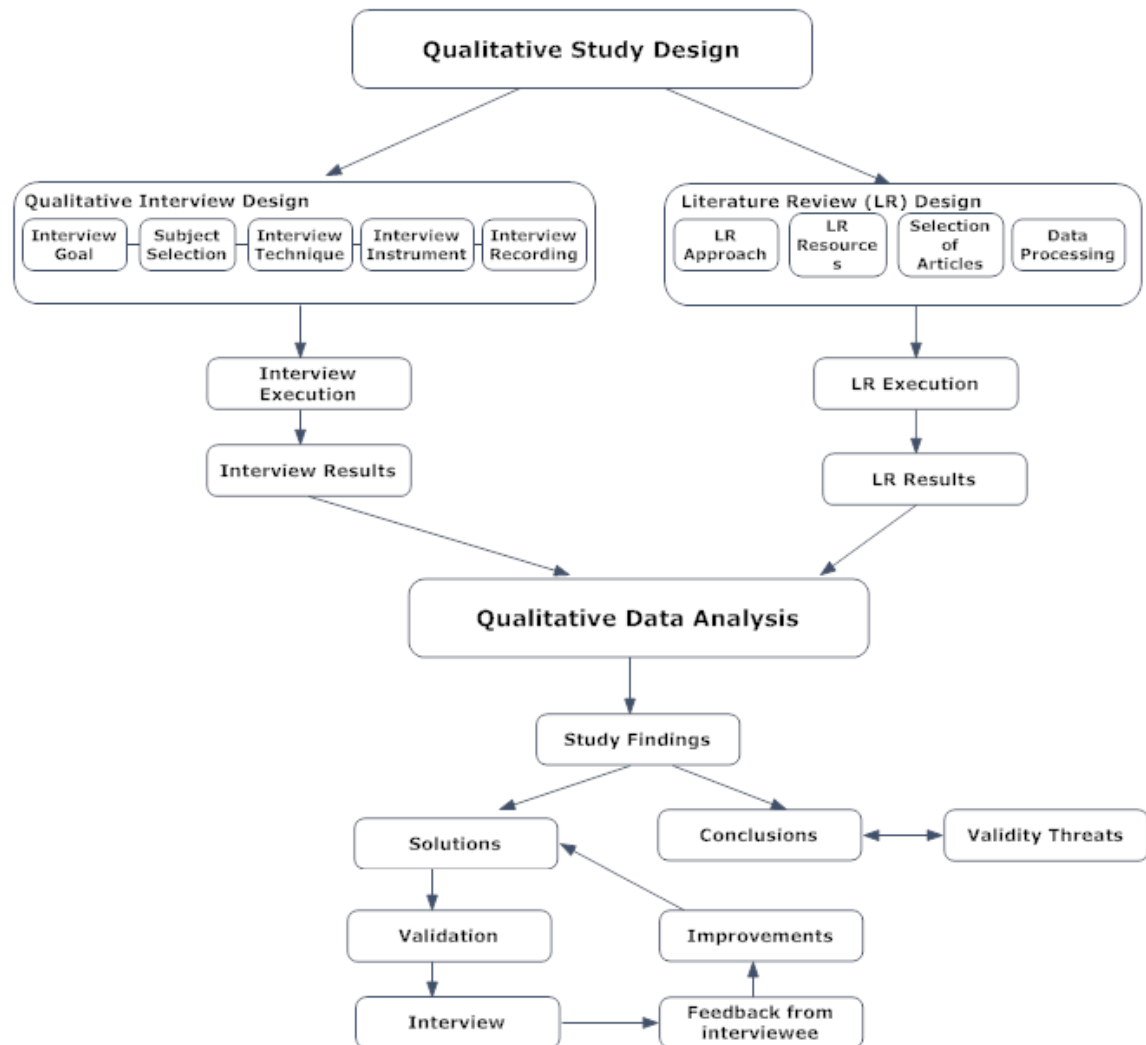 Qualitative Study Design
Qualitative Interview Design
Interview
Goal
Subject
Selection
Interview
Technique
Interview
Instrument
Interview
Recording
Literature Review (LR) Design
LR
Approach
LR
Resource
s
Selection
of
Articles
Data
Processing
Interview
Execution
LR Execution
Interview Results
LR Results
Qualitative Data Analysis
Study Findings
Solutions
Conclusions
Validity Threats
Validation
Improvements
Interview
Feedback from
interviewee